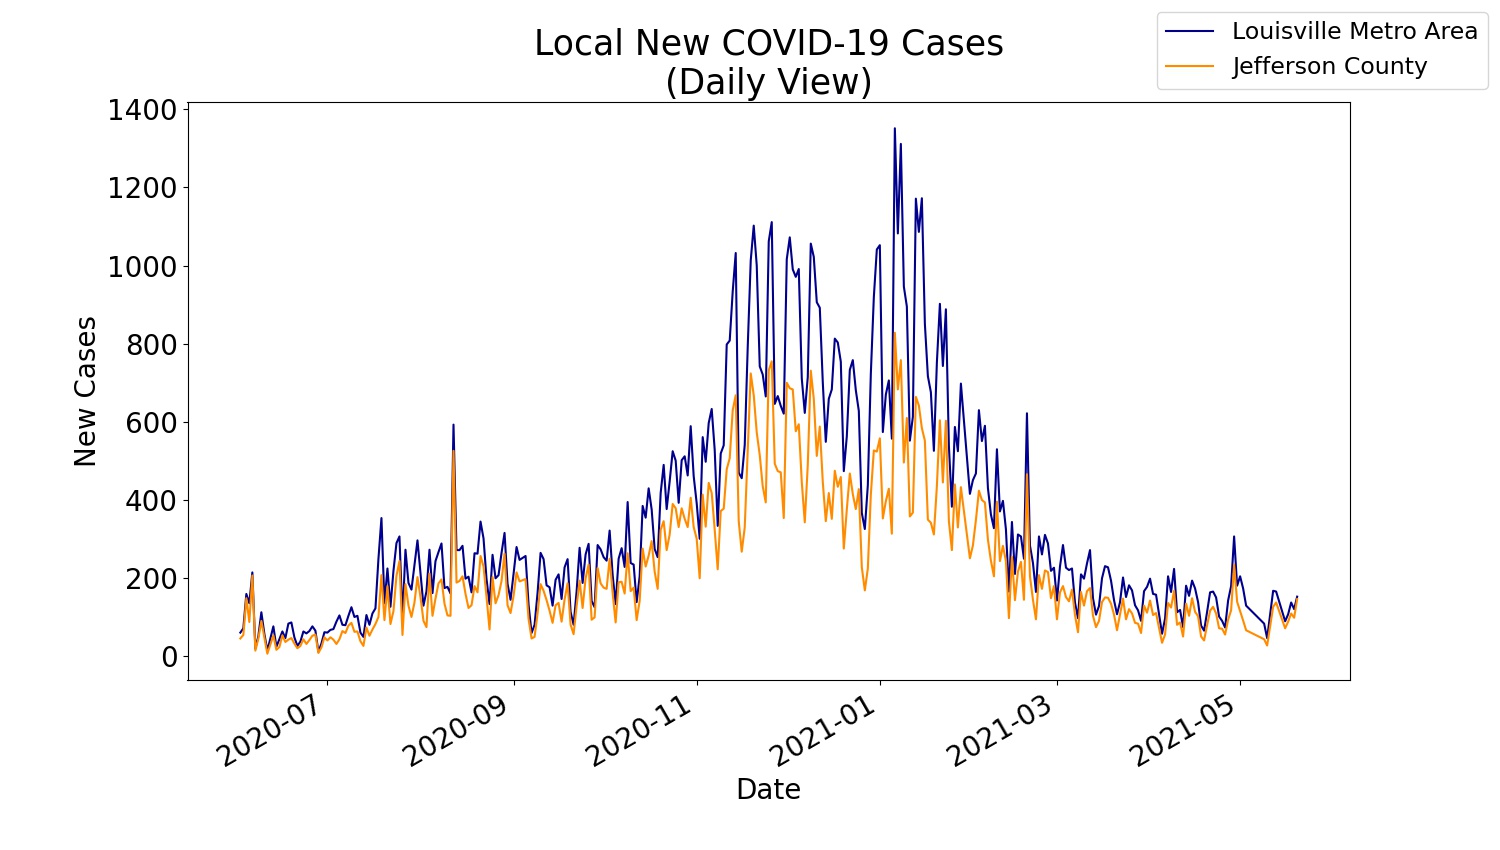 Local New COVID-19 Cases
(Daily View)
Louisville Metro Area
Jefferson County
1400
1200
1000
800
600
400
200
0
New Cases
2020-07
2020-09
2020-11
2021-01
2021-03
2021-05
Date